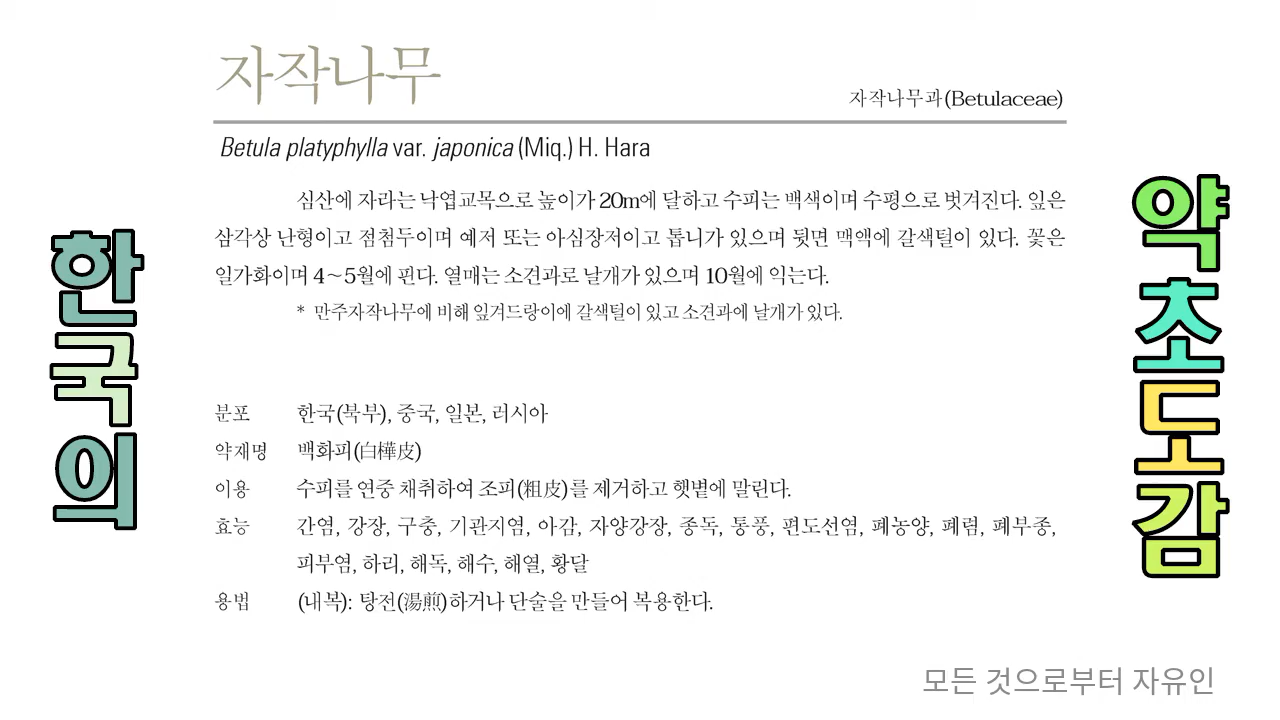 자작나무
자작나무과(Betulaceae)
Betula platyphylla var. japonica (Miq.) H. Hara
심산에 자라는 낙엽교목으로 높이가 20m에 달하고 수피는 백색이며 수평으로 벗겨진다. 잎은
삼각상 난형이고 점첨두이며 예저 또는 아심장저이고 톱니가 있으며 뒷면 맥액에 갈색털이 있다. 꽃은
일가화이며 4~5월에 핀다. 열매는 소견과로 날개가 있으며 10월에 익는다.
* 만주자작나무에 비해 잎겨드랑이에 갈색털이 있고 소견과에 날개가 있다.
분포 한국(북부), 중국, 일본, 러시아
약재명 백화피(白樺皮)
이용 수피를 연중 채취하여 조피(粗皮)를 제거하고 햇볕에 말린다.
효능 간염, 강장, 구충, 기관지염, 아감, 자양강장, 종독, 통풍, 편도선염, 폐농양, 폐렴, 폐부종,
피부염, 하리, 해독, 해수, 해열, 황달
용법 (내복): 탕전(湯煎)하거나 단술을 만들어 복용한다.
한국의
약초도감
모든 것으로부터 자유인